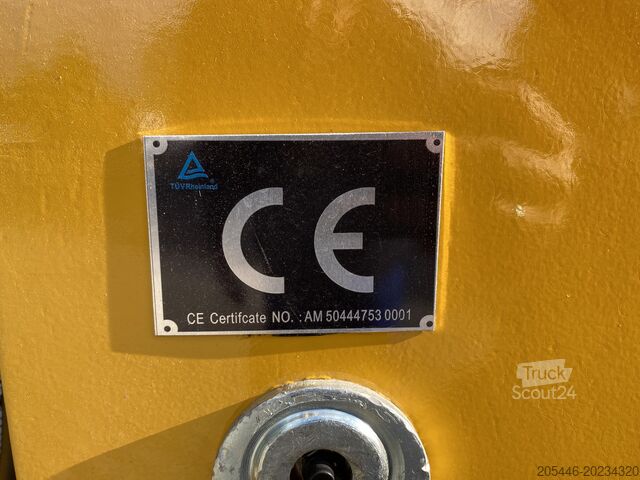 TÜVRheinland
CE
CE Certifcate NO. :AM 50444753 0001
Truck
Scout24
205446-20234320